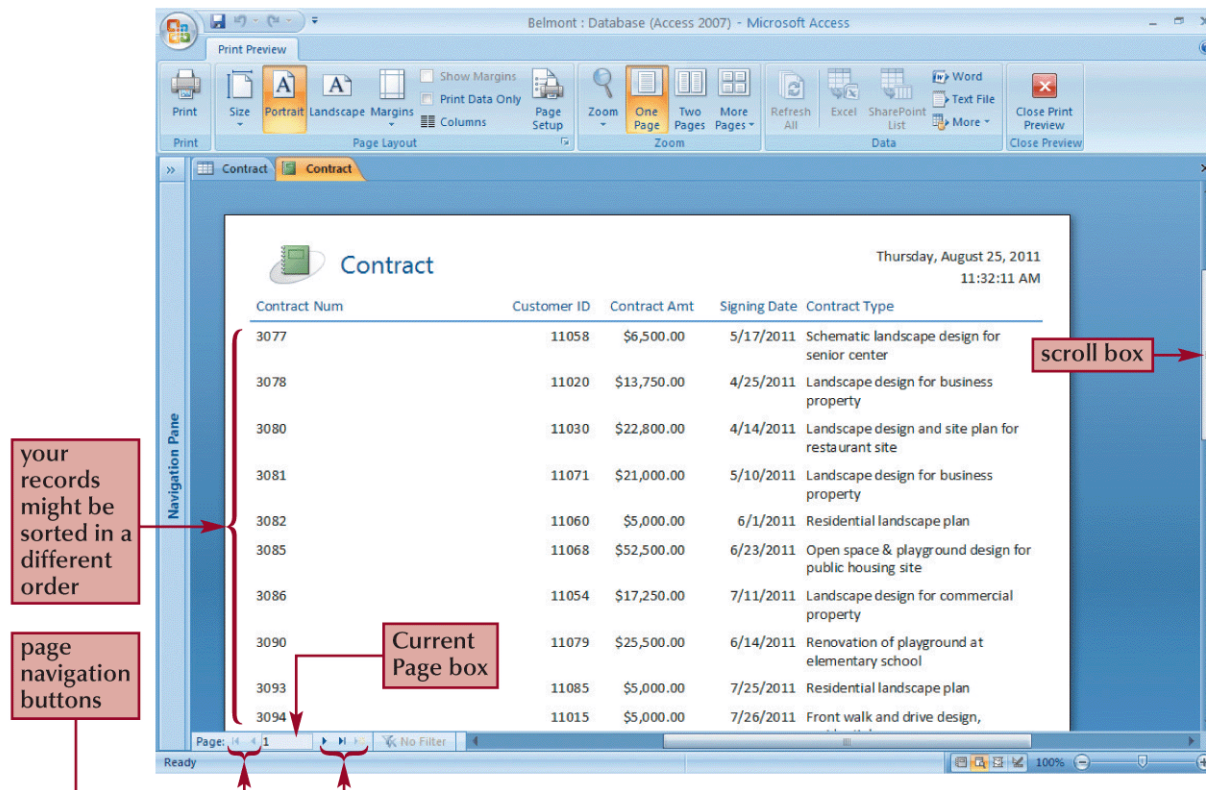 Belmont : Database (Access 2007) - Microsoft Access
Print Preview
Print
Size
Portrait
Landscape
Margins
Show Margins
Print Data Only
Columns
Page Setup
Zoom
One Page
Two Pages
More Pages
Refresh All
Excel
SharePoint List
Word
Text File
More
Close Print Preview
Print
Page Layout
Zoom
Data
Close Preview
»
Contract
Contract
Navigation Pane
Contract
Thursday, August 25, 2011
11:32:11 AM
Contract Num Customer ID Contract Amt Signing Date Contract Type
3077 11058 $6,500.00 5/17/2011 Schematic landscape design for
senior center
3078 11020 $13,750.00 4/25/2011 Landscape design for business
property
3080 11030 $22,800.00 4/14/2011 Landscape design and site plan for
restaurant site
3081 11071 $21,000.00 5/10/2011 Landscape design for business
property
3082 11060 $5,000.00 6/1/2011 Residential landscape plan
3085 11068 $52,500.00 6/23/2011 Open space & playground design for
public housing site
3086 11054 $17,250.00 7/11/2011 Landscape design for commercial
property
3090 11079 $25,500.00 6/14/2011 Renovation of playground at
elementary school
3093 11085 $5,000.00 7/25/2011 Residential landscape plan
3094 11015 $5,000.00 7/26/2011 Front walk and drive design,
scroll box
your
records
might be
sorted in a
different
order
page
navigation
buttons
Current
Page box
Page: 1 No Filter
Ready 100%